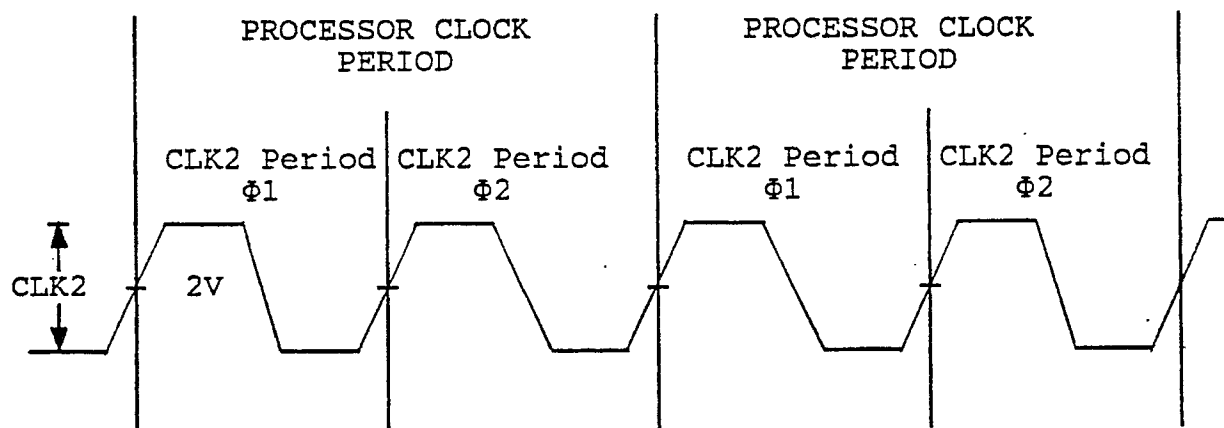 PROCESSOR CLOCK
PERIOD
PROCESSOR CLOCK
PERIOD
CLK2 Period
Φ1
CLK2 Period
Φ2
CLK2 Period
Φ1
CLK2 Period
Φ2
CLK2
2V